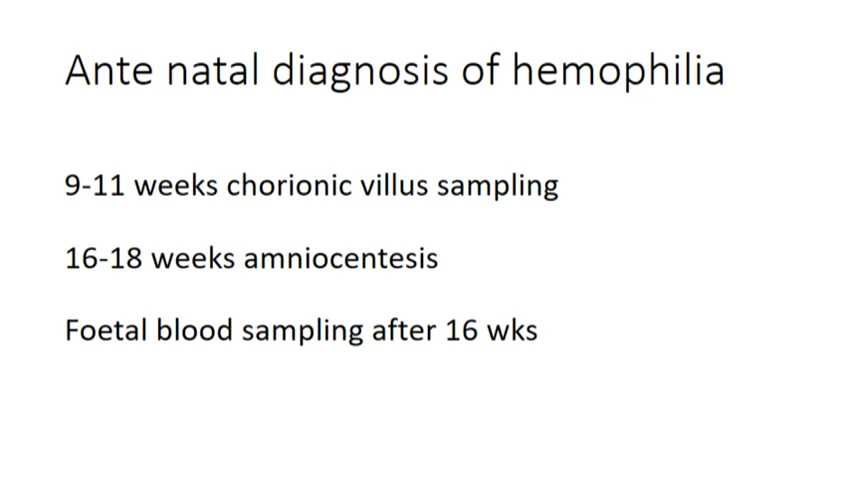 Ante natal diagnosis of hemophilia
9-11 weeks chorionic villus sampling
16-18 weeks amniocentesis
Foetal blood sampling after 16 wks